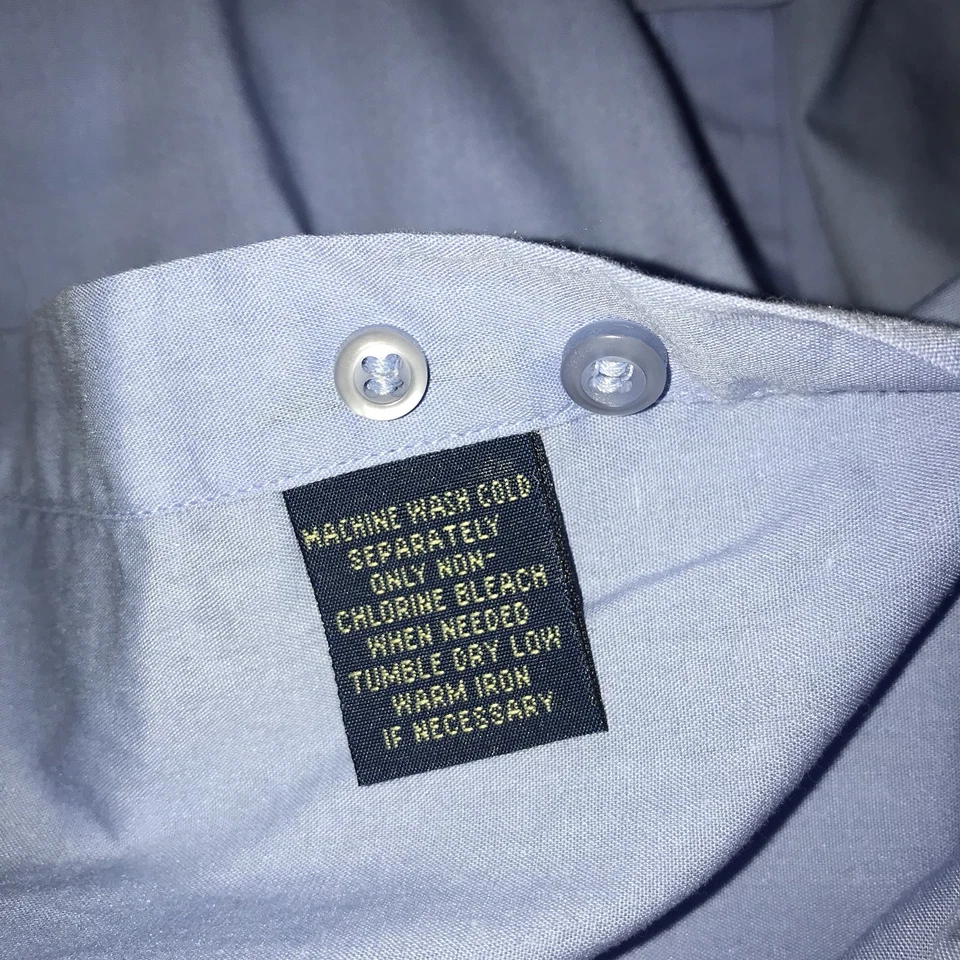 MACHINE WASH COLD
SEPARATELY
ONLY NON-
CHLORINE BLEACH
WHEN NEEDED
TUMBLE DRY LOW
WARM IRON
IF NECESSARY